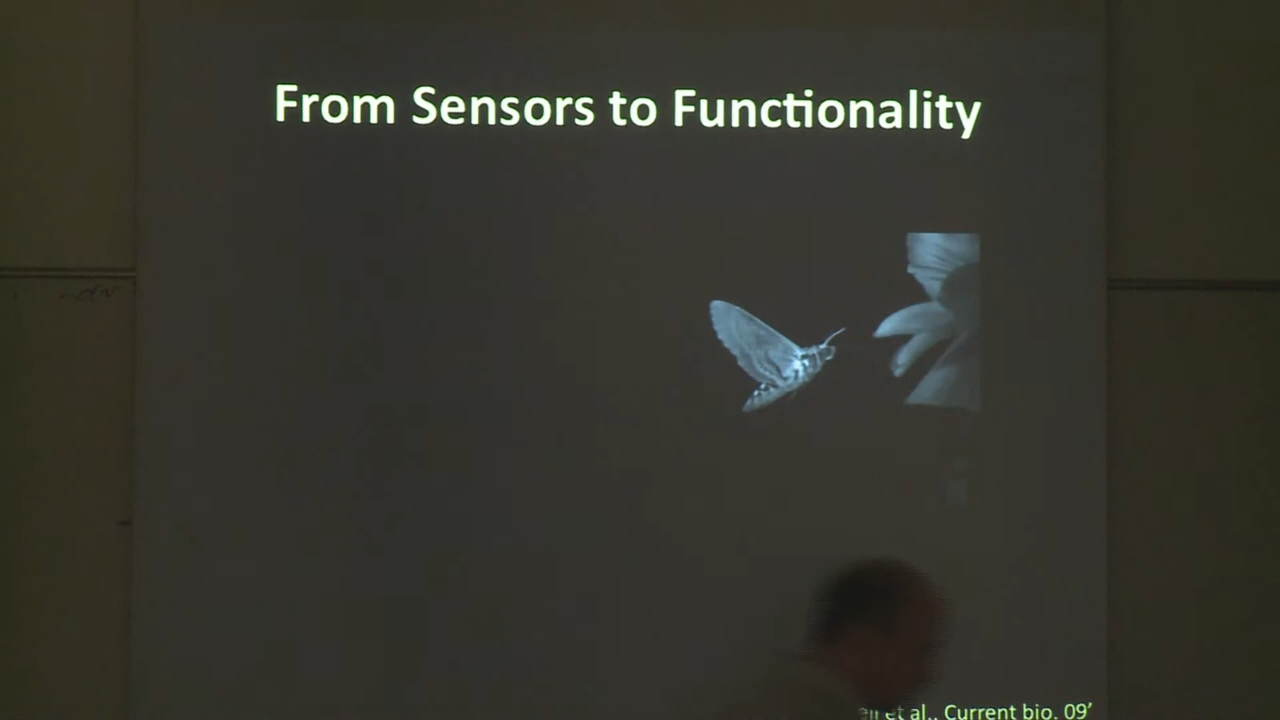 From Sensors to Functionality
et al., Current bio. 09’